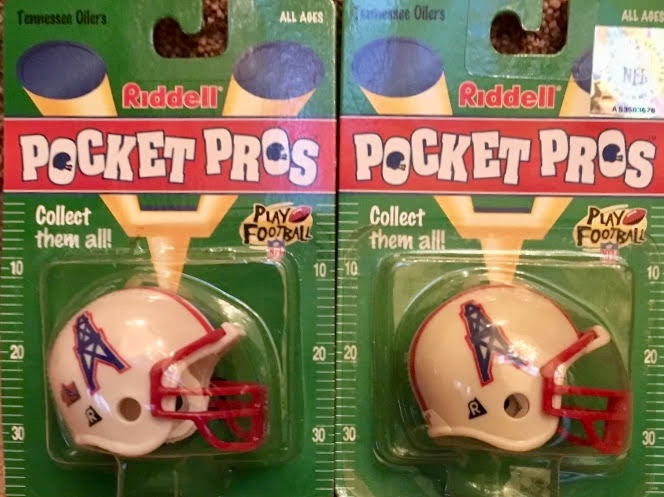 Tennessee Oilers
ALL AGES
Riddell
POCKET PROS
Collect
them all!
PLAY
FOOTBALL
10
10
20
20
30
30
R
Tennessee Oilers
ALL AGES
NFL
AS3503676
Riddell
POCKET PROS
Collect
them all!
PLAY
FOOTBALL
10
10
20
20
30
30
R